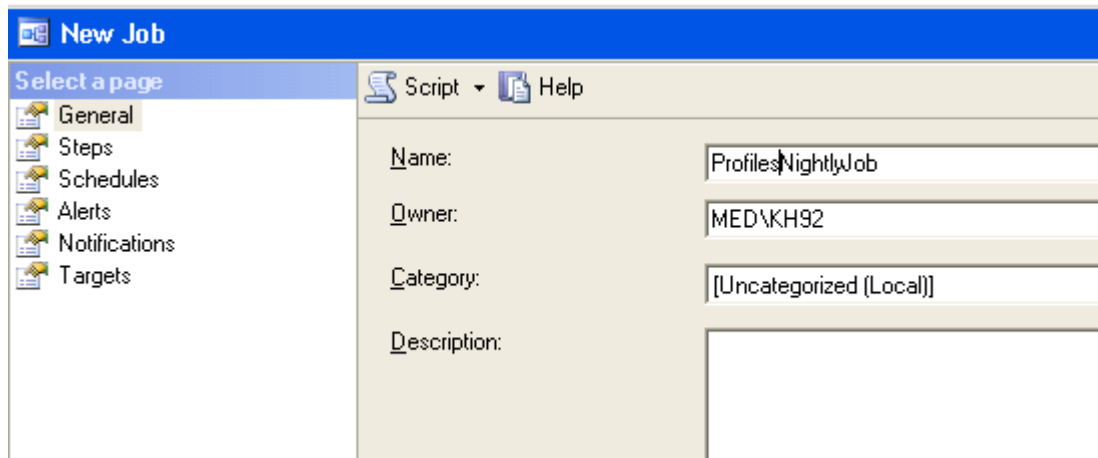 New Job
Select a page
General
Steps
Schedules
Alerts
Notifications
Targets
Script Help
Name: ProfilesNightlyJob
Owner: MED\KH92
Category: [Uncategorized (Local)]
Description: